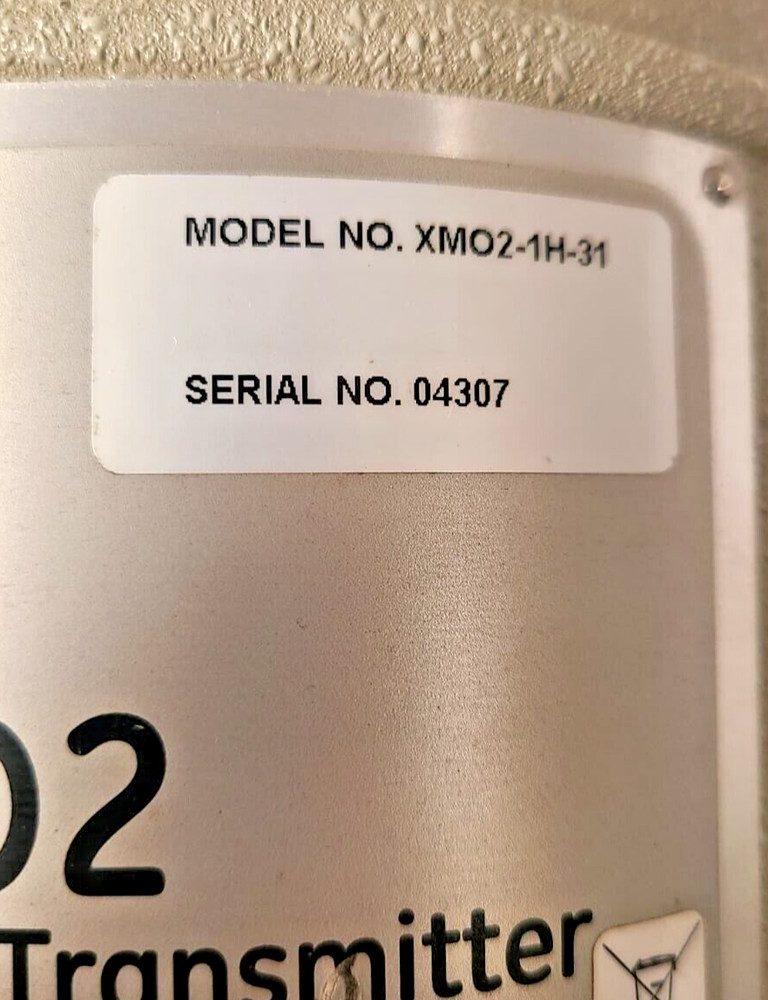 MODEL NO. XMO2-1H-31
SERIAL NO. 04307
O2
Transmitter